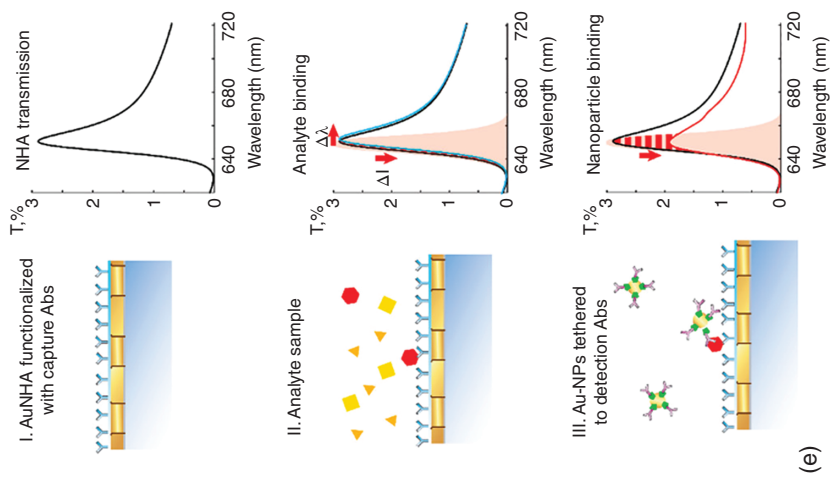 I. AuNHA functionalized
with capture Abs
NHA transmission
T,%
3
2
1
0
640
680
720
Wavelength (nm)
II. Analyte sample
Analyte binding
T,%
3
2
1
0
Δλ
ΔI
640
680
720
Wavelength (nm)
III. Au-NPs tethered
to detection Abs
Nanoparticle binding
T,%
3
2
1
0
640
680
720
Wavelength (nm)
(e)